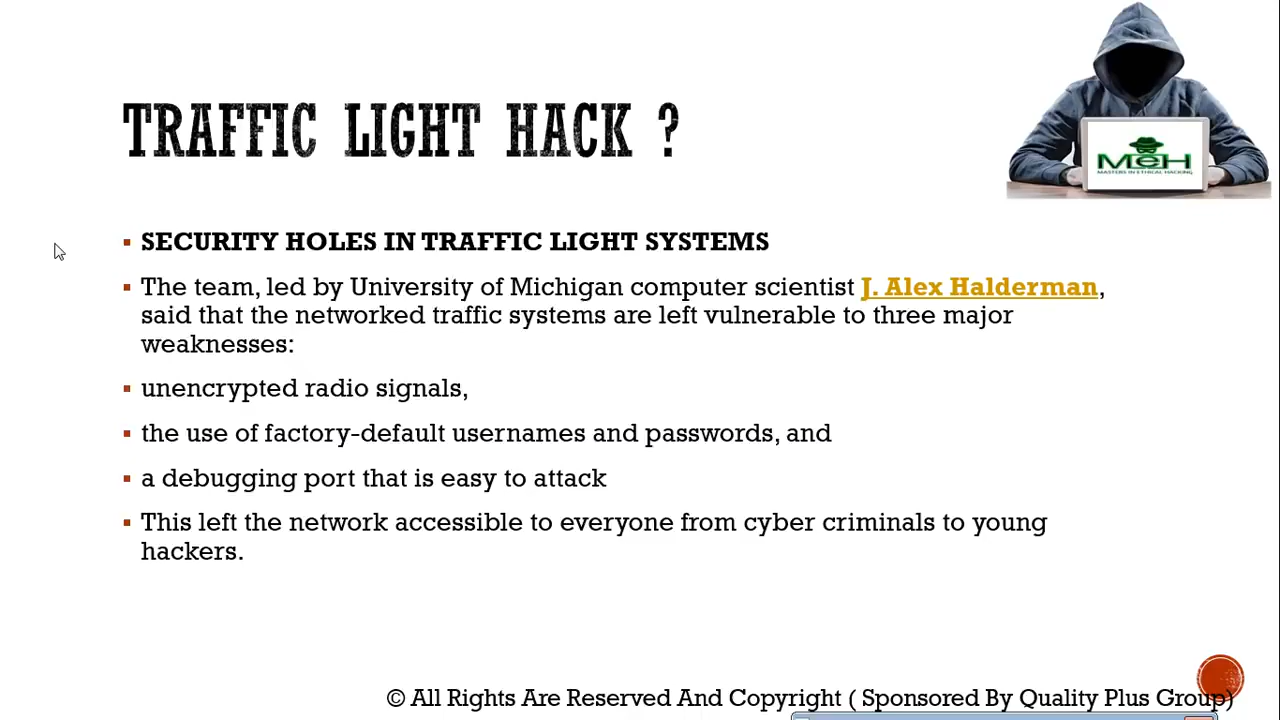 TRAFFIC LIGHT HACK ?
MEH
MASTERS IN ETHICAL HACKING
SECURITY HOLES IN TRAFFIC LIGHT SYSTEMS
The team, led by University of Michigan computer scientist J. Alex Halderman,
said that the networked traffic systems are left vulnerable to three major
weaknesses:
unencrypted radio signals,
the use of factory-default usernames and passwords, and
a debugging port that is easy to attack
This left the network accessible to everyone from cyber criminals to young
hackers.
© All Rights Are Reserved And Copyright ( Sponsored By Quality Plus Group)